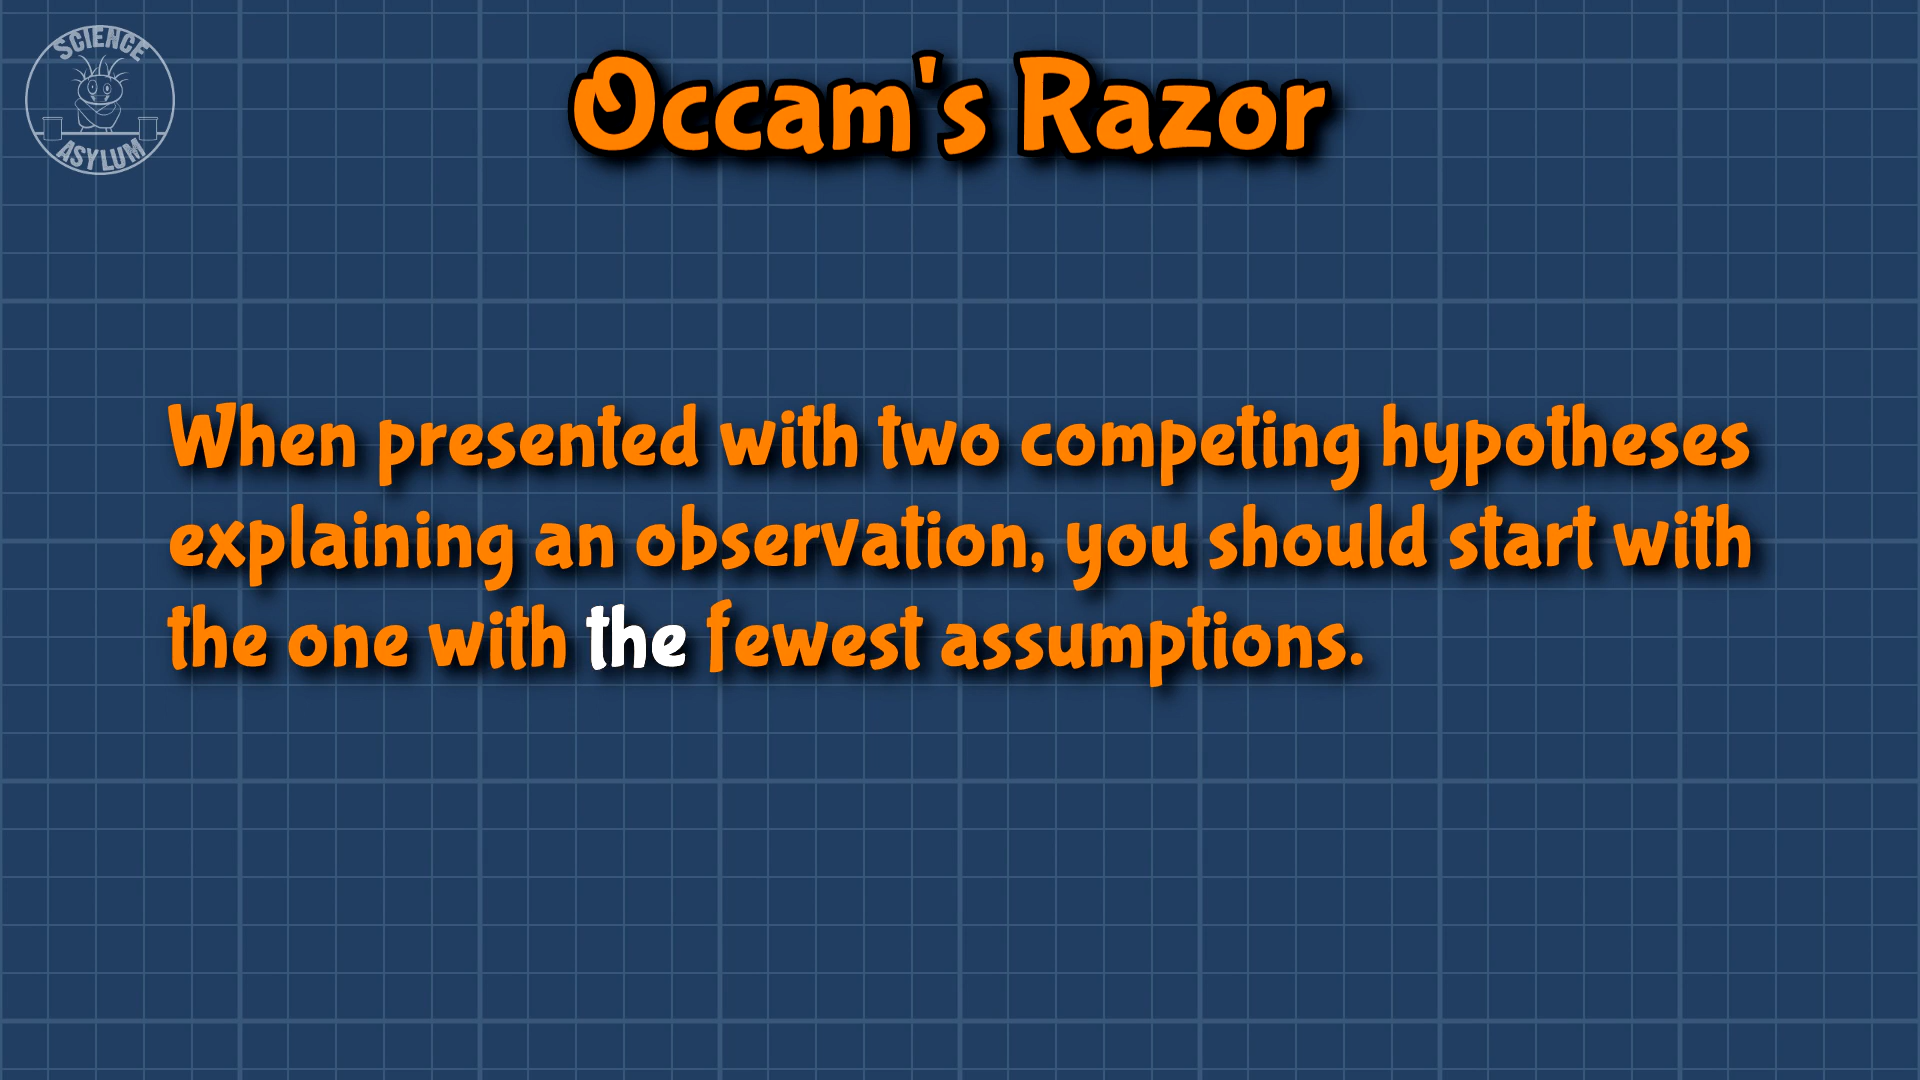 SCIENCE
ASYLUM
Occam's Razor
When presented with two competing hypotheses
explaining an observation, you should start with
the one with the fewest assumptions.